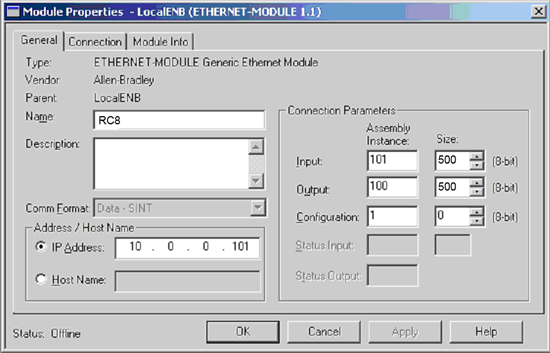 Module Properties - LocalENB (ETHERNET-MODULE 1.1)
General Connection Module Info
Type: ETHERNET-MODULE Generic Ethernet Module
Vendor: Allen-Bradley
Parent: LocalENB
Name: RC8
Description:
Comm Format: Data - SINT
Address / Host Name
IP Address: 10 . 0 . 0 . 101
Host Name:
Connection Parameters
Assembly Instance: Size:
Input: 101 500 (8-bit)
Output: 100 500 (8-bit)
Configuration: 1 0 (8-bit)
Status Input:
Status Output:
Status: Offline
OK Cancel Apply Help